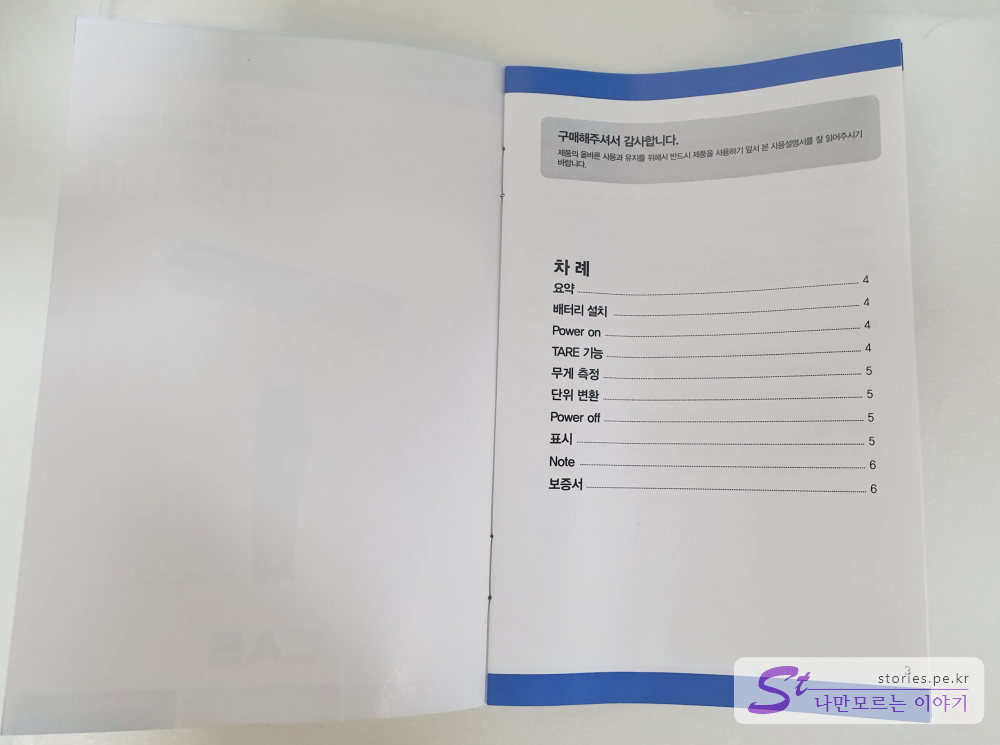 구매해주셔서 감사합니다.
제품의 올바른 사용과 유지를 위해서 반드시 제품을 사용하기 앞서 본 사용설명서를 잘 읽어주시기
바랍니다.
차 례
요약 4
배터리 설치 4
Power on 4
TARE 기능 4
무게 측정 5
단위 변환 5
Power off 5
표시 5
Note 6
보증서 6
3
St
stories.pe.kr
나만모르는 이야기
CAS